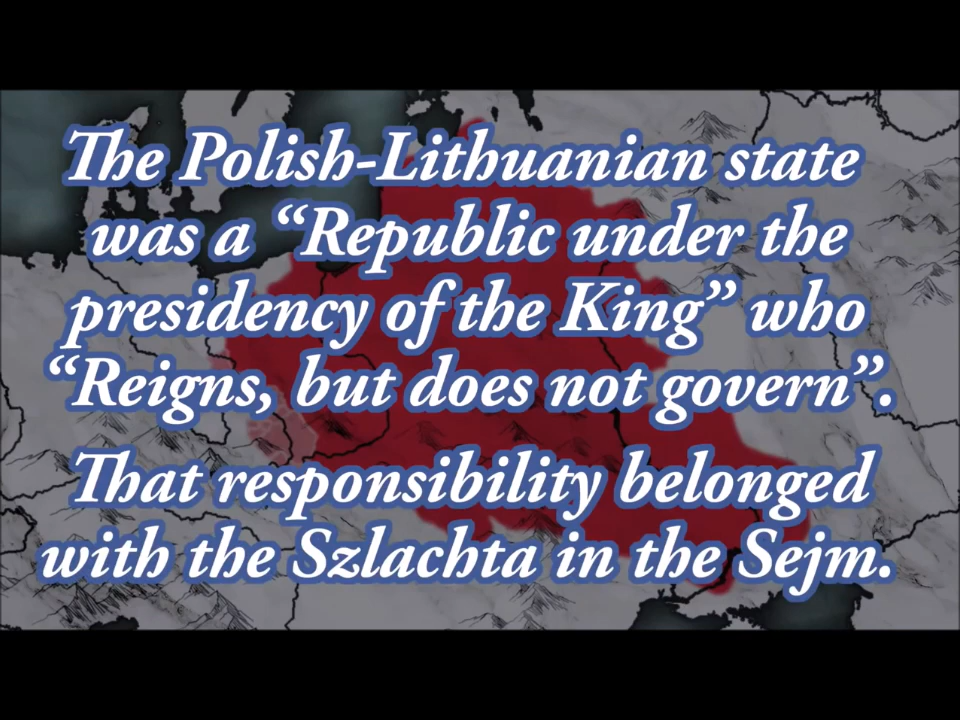 The Polish-Lithuanian state
was a “Republic under the
presidency of the King” who
“Reigns, but does not govern”.
That responsibility belonged
with the Szlachta in the Sejm.